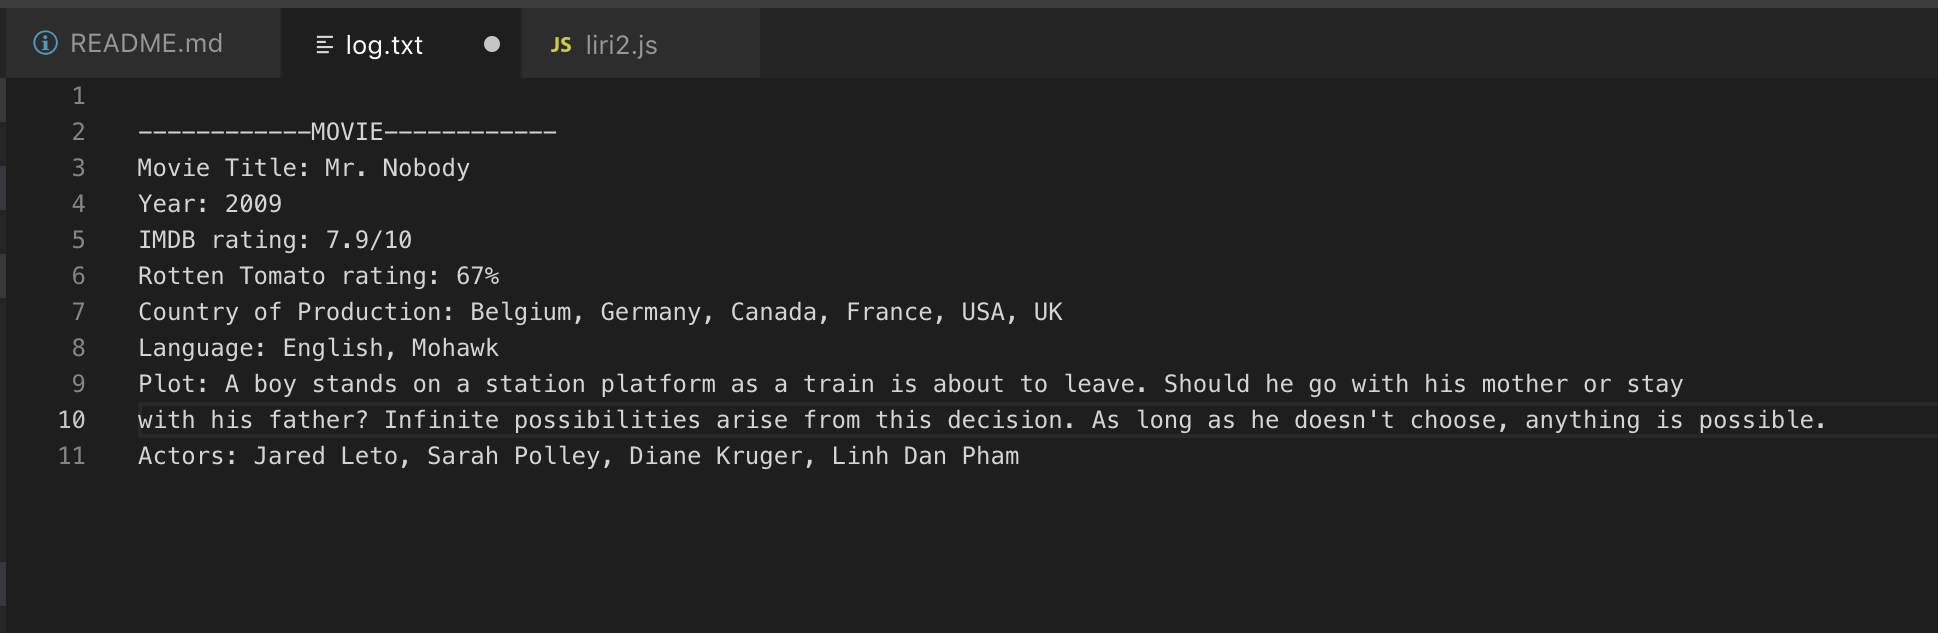 README.md log.txt JS liri2.js
1
2 ------------MOVIE------------
3 Movie Title: Mr. Nobody
4 Year: 2009
5 IMDB rating: 7.9/10
6 Rotten Tomato rating: 67%
7 Country of Production: Belgium, Germany, Canada, France, USA, UK
8 Language: English, Mohawk
9 Plot: A boy stands on a station platform as a train is about to leave. Should he go with his mother or stay
10 with his father? Infinite possibilities arise from this decision. As long as he doesn't choose, anything is possible.
11 Actors: Jared Leto, Sarah Polley, Diane Kruger, Linh Dan Pham